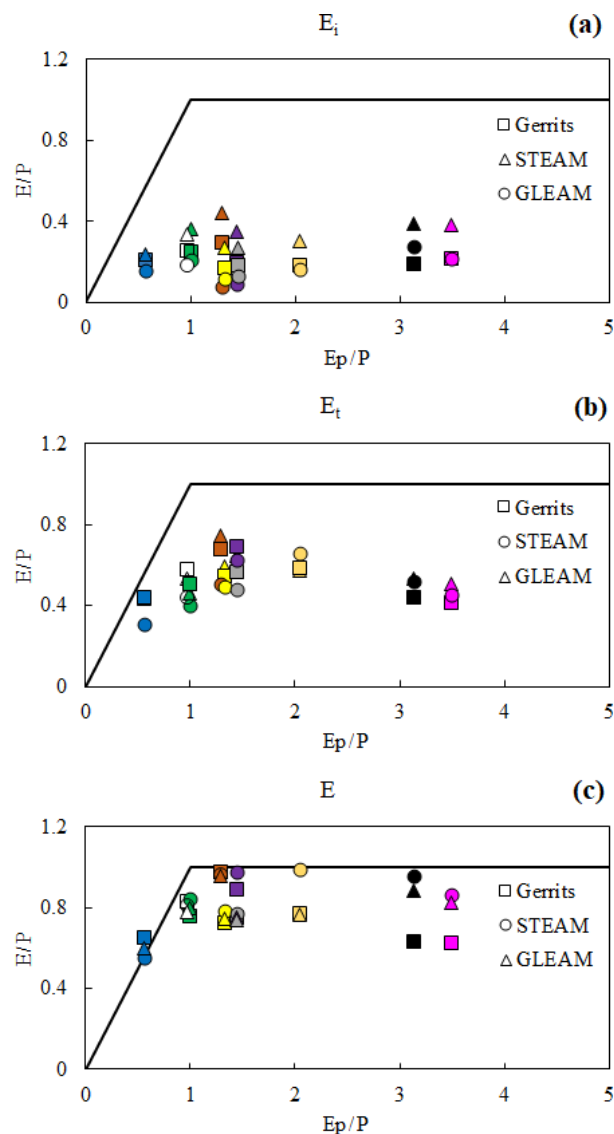 E_i (a)
1.2
0.8
0.4
0
E/P
Gerrits
STEAM
GLEAM
0 1 2 3 4 5
Ep/P
E_t (b)
1.2
0.8
0.4
0
E/P
Gerrits
STEAM
GLEAM
0 1 2 3 4 5
Ep/P
E (c)
1.2
0.8
0.4
0
E/P
Gerrits
STEAM
GLEAM
0 1 2 3 4 5
Ep/P